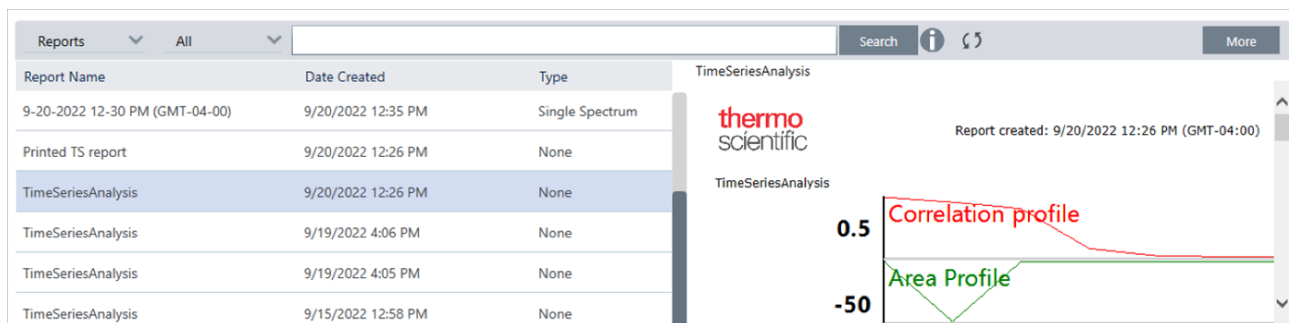 Reports All Search More
Report Name Date Created Type
9-20-2022 12-30 PM (GMT-04-00) 9/20/2022 12:35 PM Single Spectrum
Printed TS report 9/20/2022 12:26 PM None
TimeSeriesAnalysis 9/20/2022 12:26 PM None
TimeSeriesAnalysis 9/19/2022 4:06 PM None
TimeSeriesAnalysis 9/19/2022 4:05 PM None
TimeSeriesAnalysis 9/15/2022 12:58 PM None
TimeSeriesAnalysis
thermo
scientific
Report created: 9/20/2022 12:26 PM (GMT-04:00)
TimeSeriesAnalysis
Correlation profile
0.5
Area Profile
-50